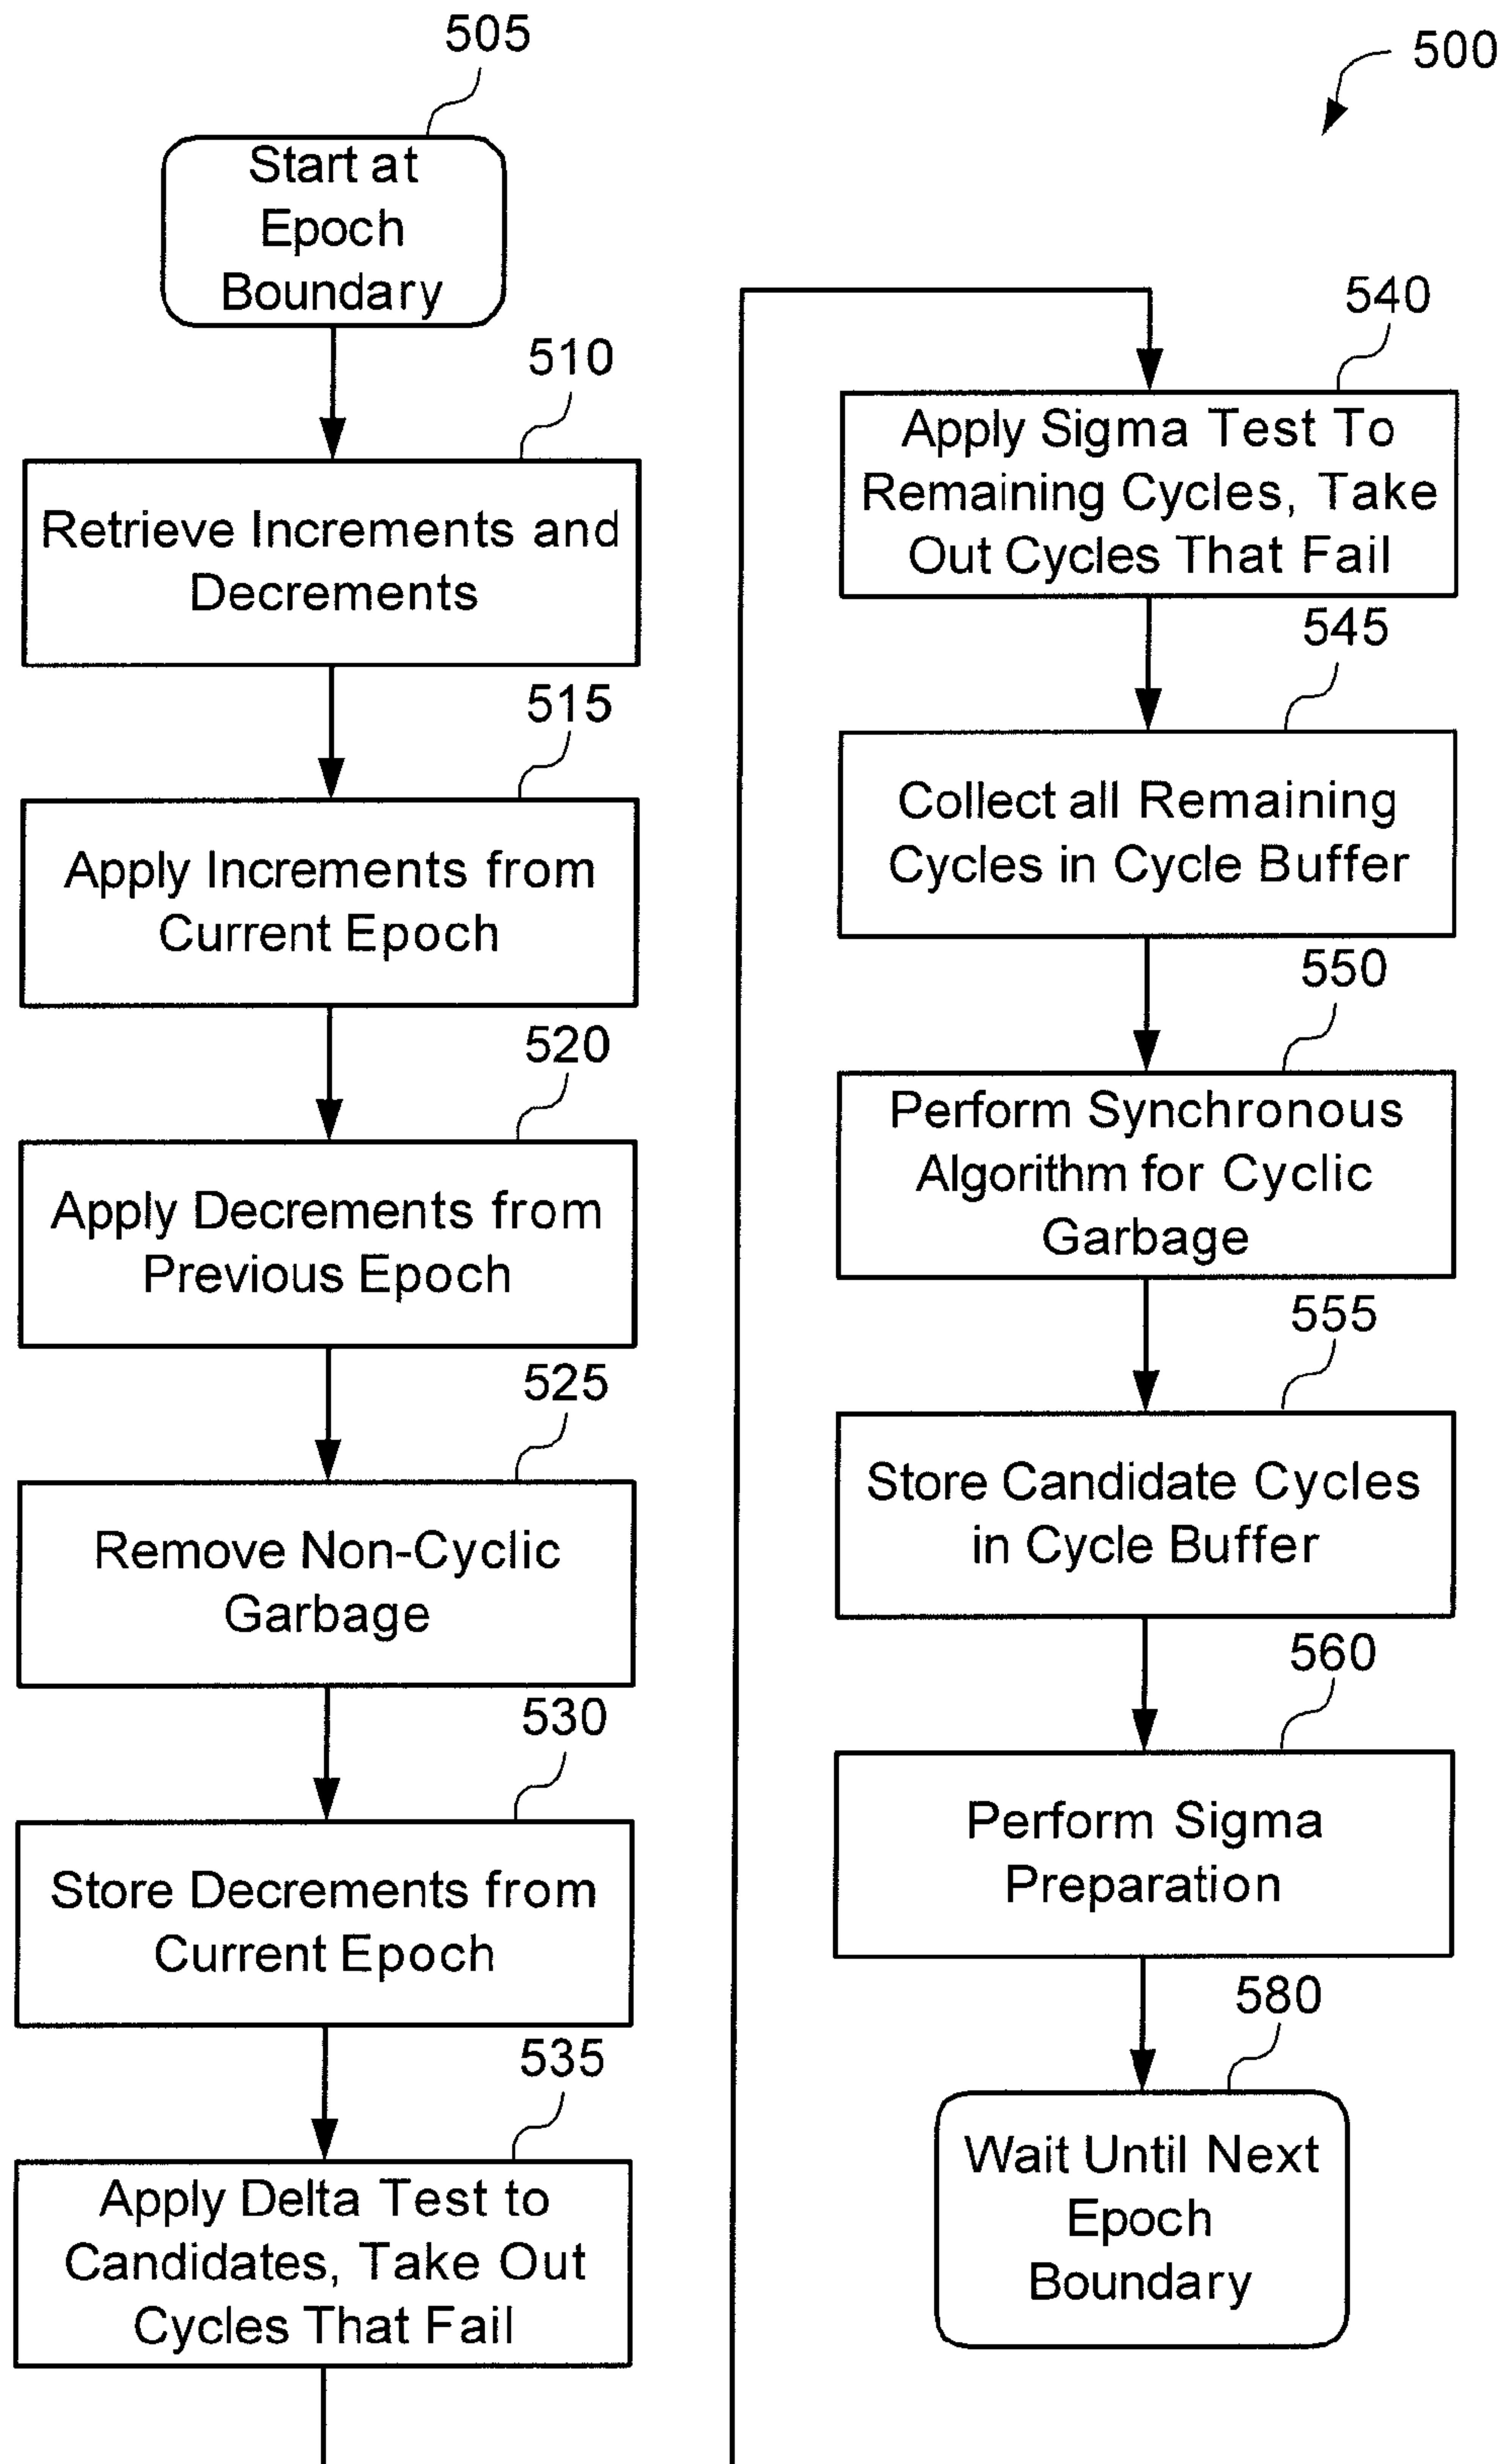 500
505
Start at
Epoch
Boundary
510
Retrieve Increments and
Decrements
515
Apply Increments from
Current Epoch
520
Apply Decrements from
Previous Epoch
525
Remove Non-Cyclic
Garbage
530
Store Decrements from
Current Epoch
535
Apply Delta Test to
Candidates, Take Out
Cycles That Fail
540
Apply Sigma Test To
Remaining Cycles, Take
Out Cycles That Fail
545
Collect all Remaining
Cycles in Cycle Buffer
550
Perform Synchronous
Algorithm for Cyclic
Garbage
555
Store Candidate Cycles
in Cycle Buffer
560
Perform Sigma
Preparation
580
Wait Until Next
Epoch
Boundary